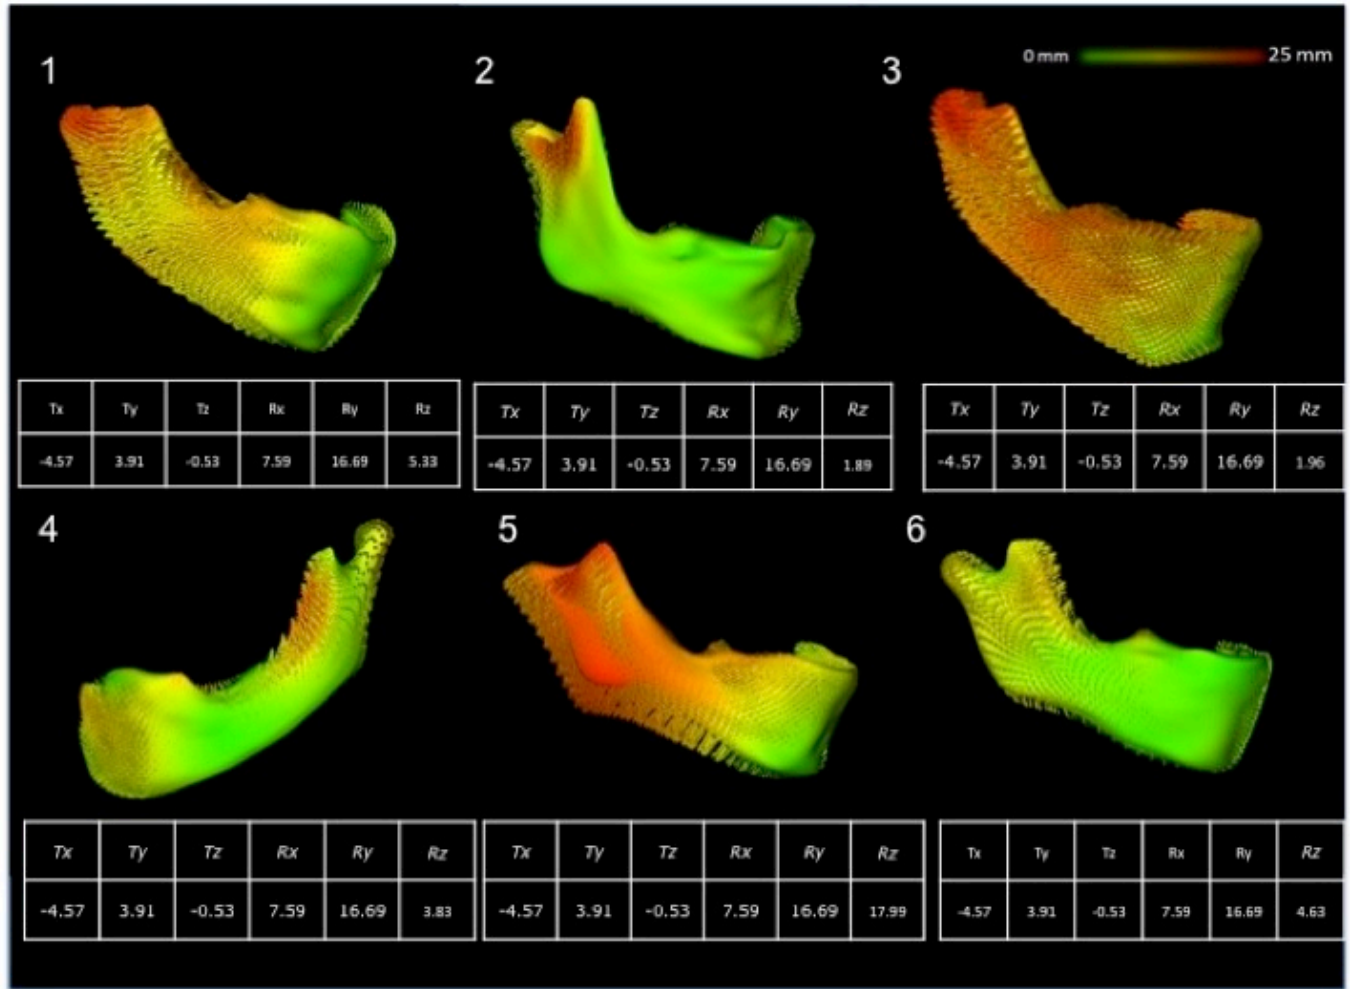 1 2 3 0 mm 25 mm
Tx Ty Tz Rx Ry Rz
-4.57 3.91 -0.53 7.59 16.69 5.33
Tx Ty Tz Rx Ry Rz
-4.57 3.91 -0.53 7.59 16.69 1.89
Tx Ty Tz Rx Ry Rz
-4.57 3.91 -0.53 7.59 16.69 1.96
4 5 6
Tx Ty Tz Rx Ry Rz
-4.57 3.91 -0.53 7.59 16.69 3.83
Tx Ty Tz Rx Ry Rz
-4.57 3.91 -0.53 7.59 16.69 17.99
Tx Ty Tz Rx Ry Rz
-4.57 3.91 -0.53 7.59 16.69 4.63